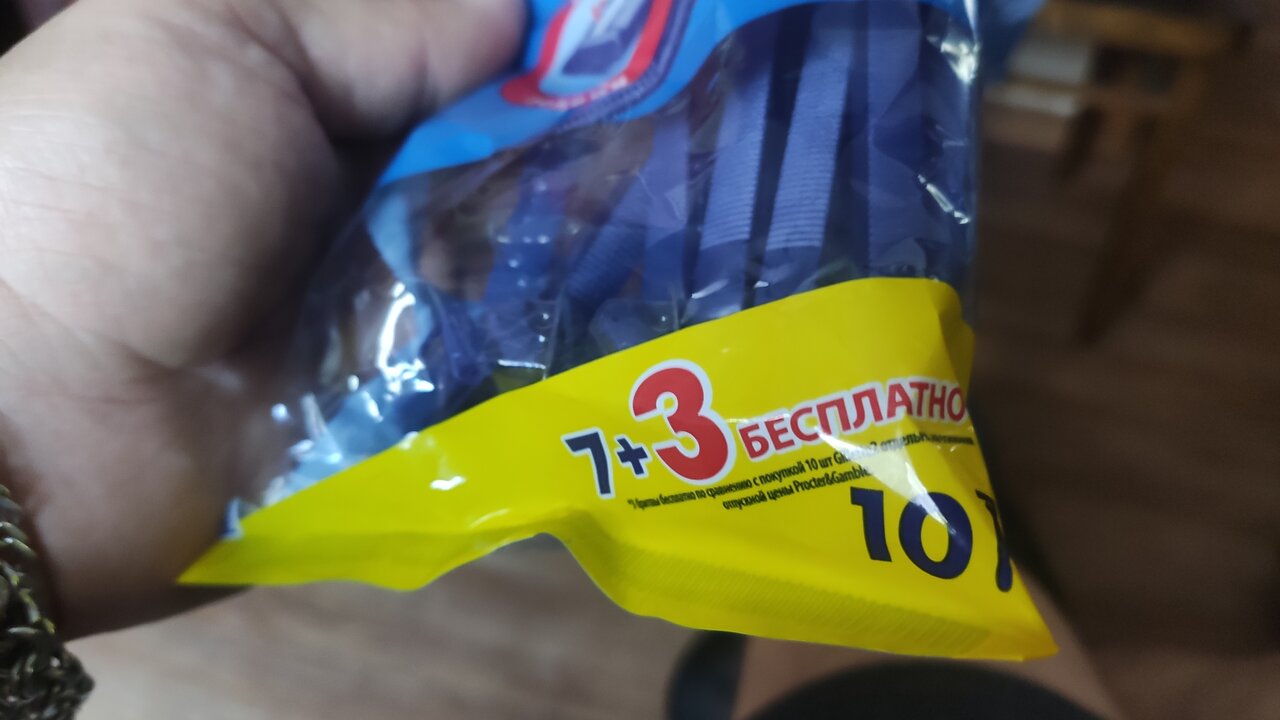 7+3 БЕСПЛАТНО
*3 бритвы бесплатно по сравнению с покупкой 10 шт
отпускной цены Procter&Gamble
10